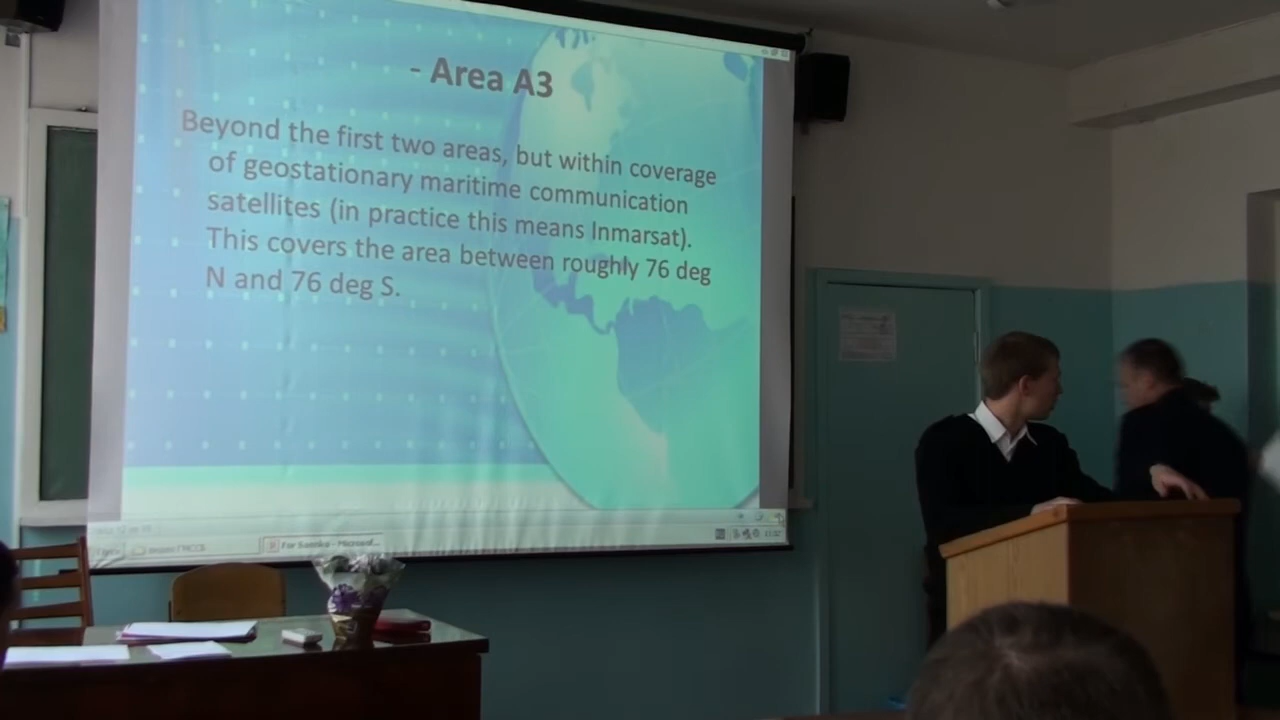 - Area A3
Beyond the first two areas, but within coverage
of geostationary maritime communication
satellites (in practice this means Inmarsat).
This covers the area between roughly 76 deg
N and 76 deg S.